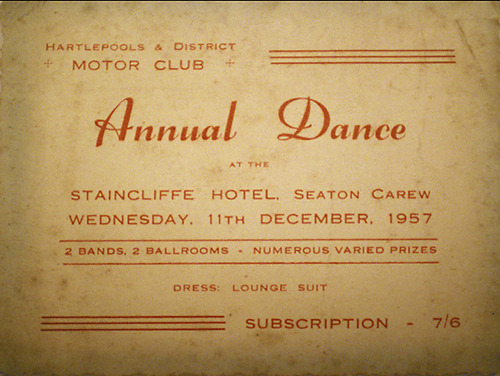 Hartlepools & District
+ MOTOR CLUB +
Annual Dance
AT THE
STAINCLIFFE HOTEL, Seaton Carew
WEDNESDAY, 11TH DECEMBER, 1957
2 BANDS, 2 BALLROOMS - NUMEROUS VARIED PRIZES
DRESS: LOUNGE SUIT
SUBSCRIPTION - 7/6